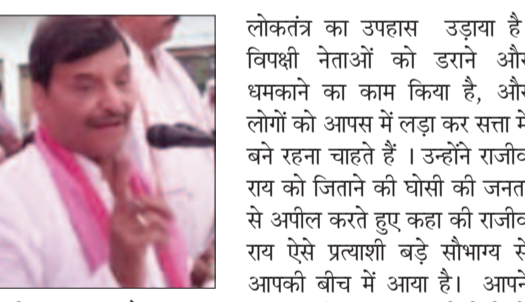 लोकतंत्र का उपहास उड़ाया है
विपक्षी नेताओं को डराने और
धमकाने का काम किया है, और
लोगों को आपस में लड़ा कर सत्ता में
बने रहना चाहते हैं । उन्होंने राजीव
राय को जिताने की घोसी की जनता
से अपील करते हुए कहा की राजीव
राय ऐसे प्रत्याशी बड़े सौभाग्य से
आपकी बीच में आया है। आपने